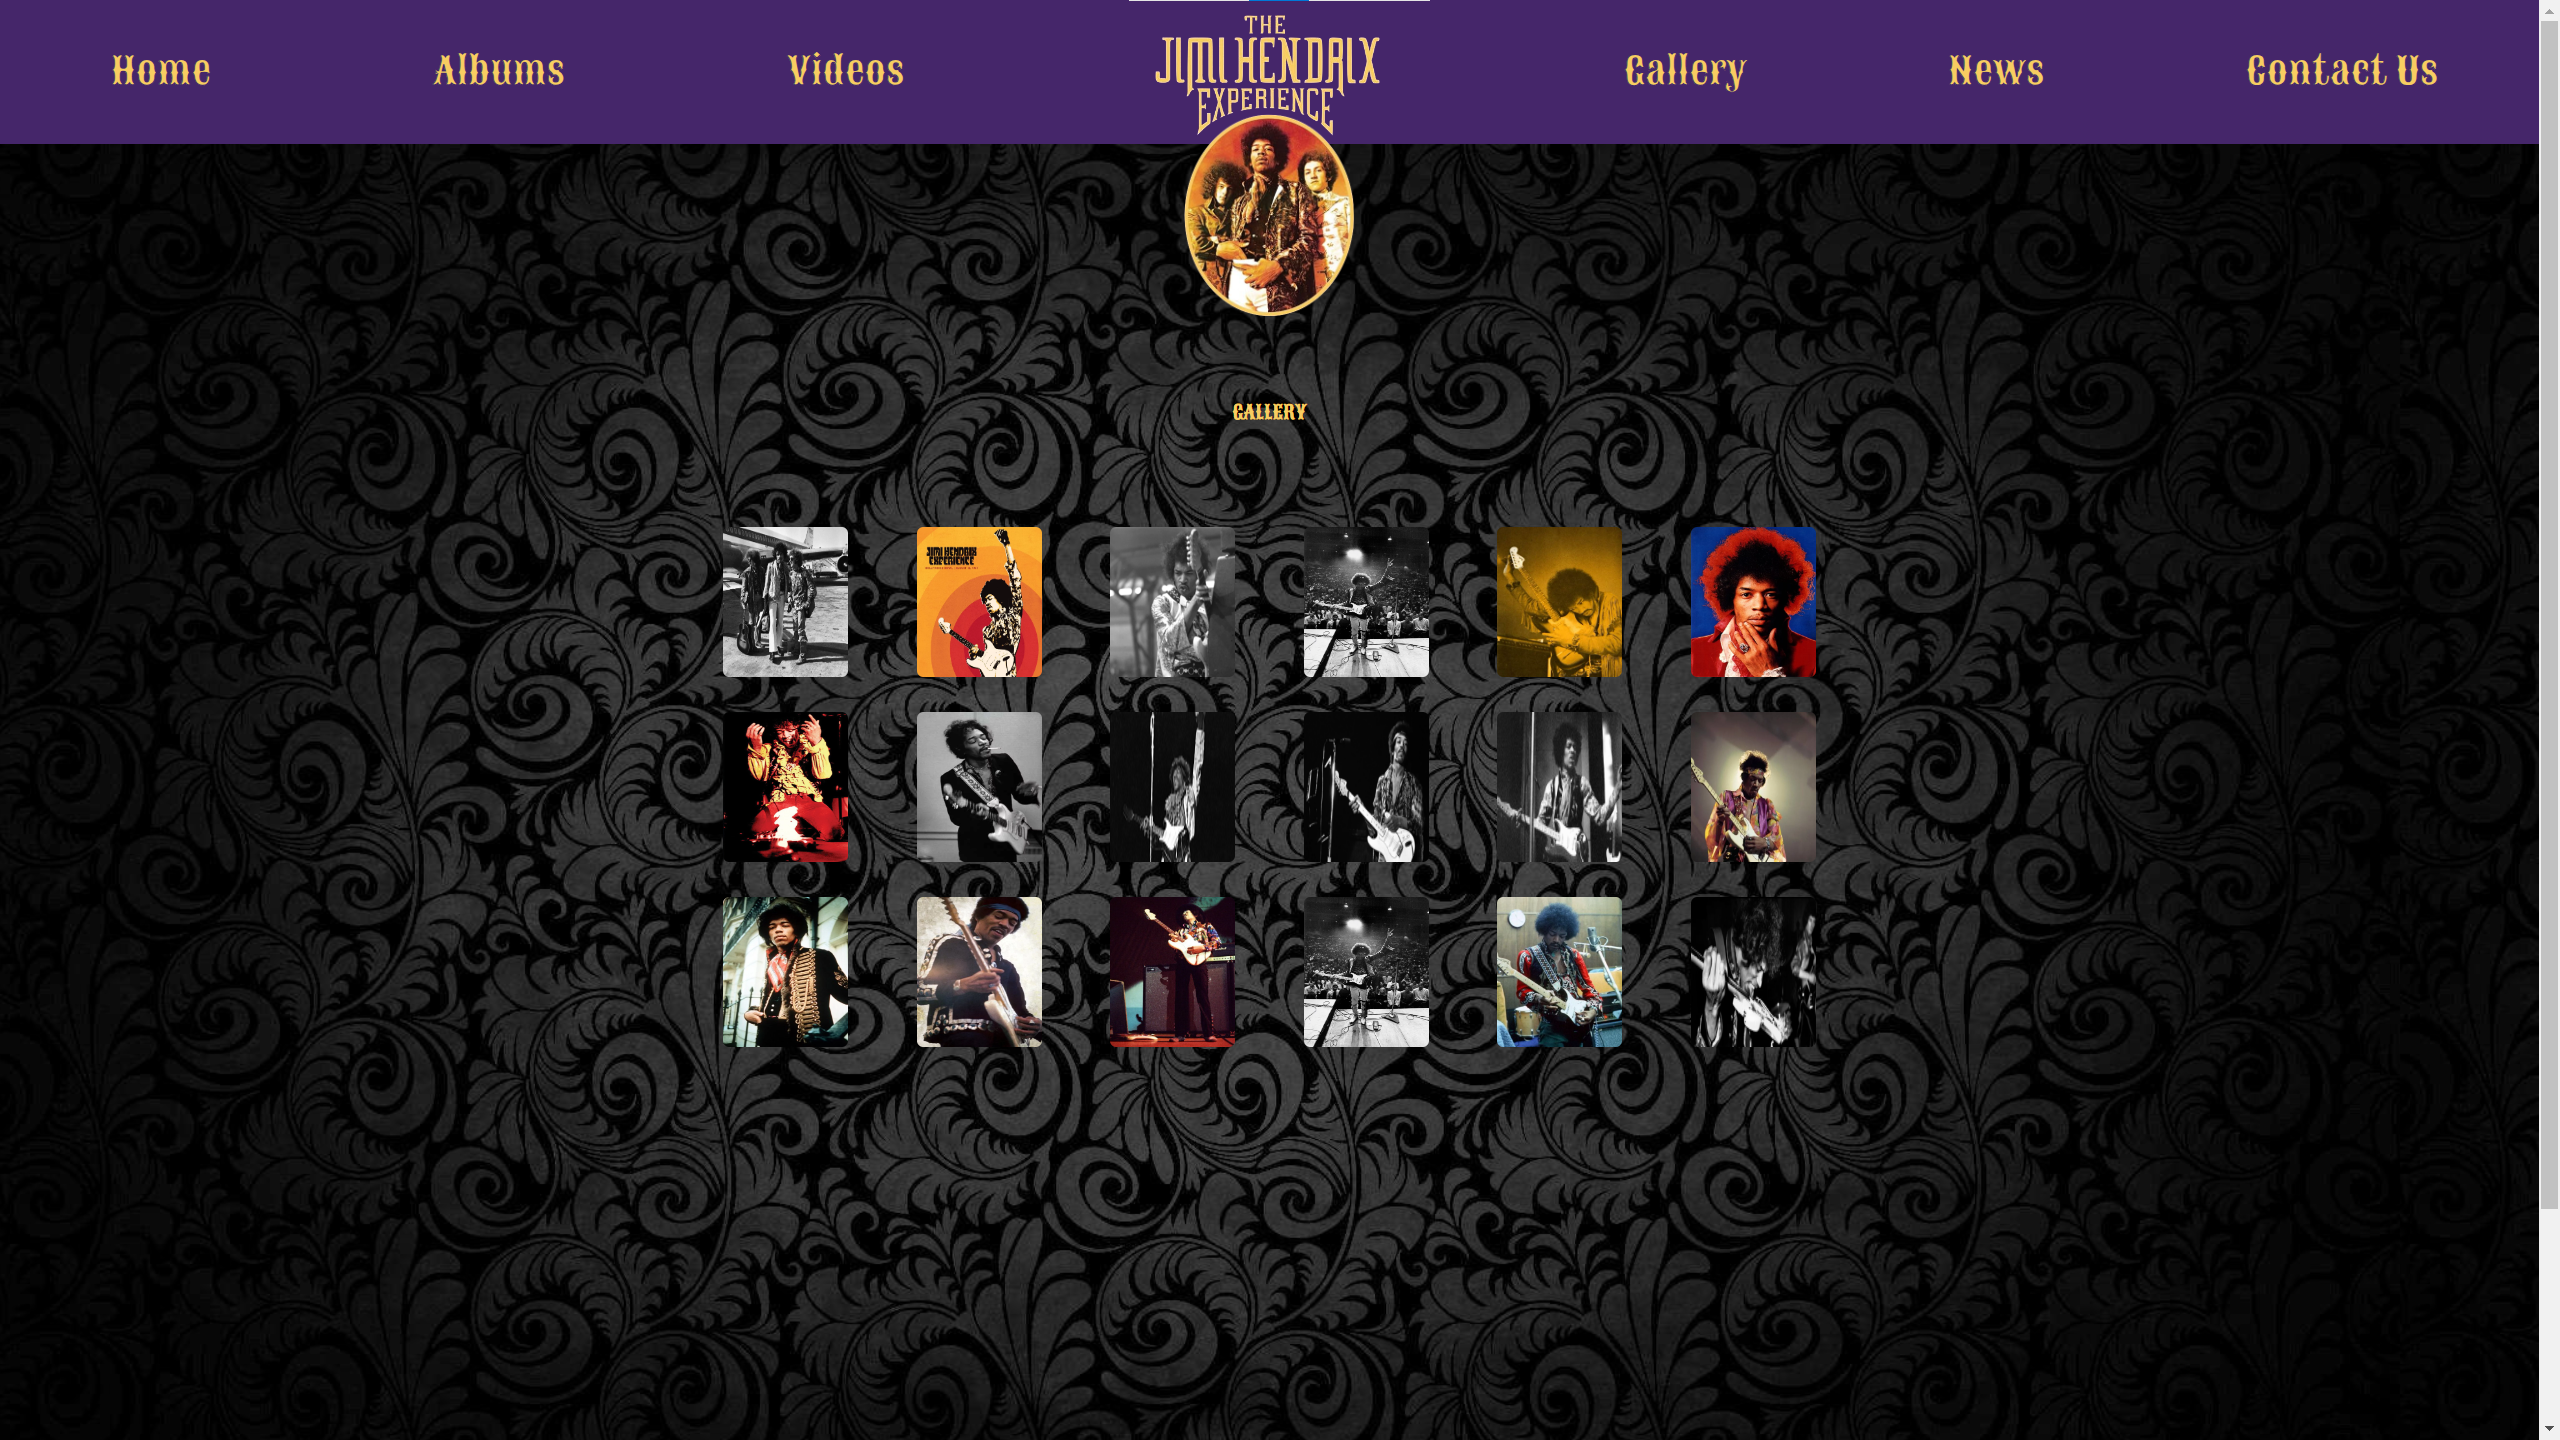 Home
Albums
Videos
THE
JIMI HENDRIX
EXPERIENCE
Gallery
News
Contact Us
GALLERY
JIMI HENDRIX
EXPERIENCE